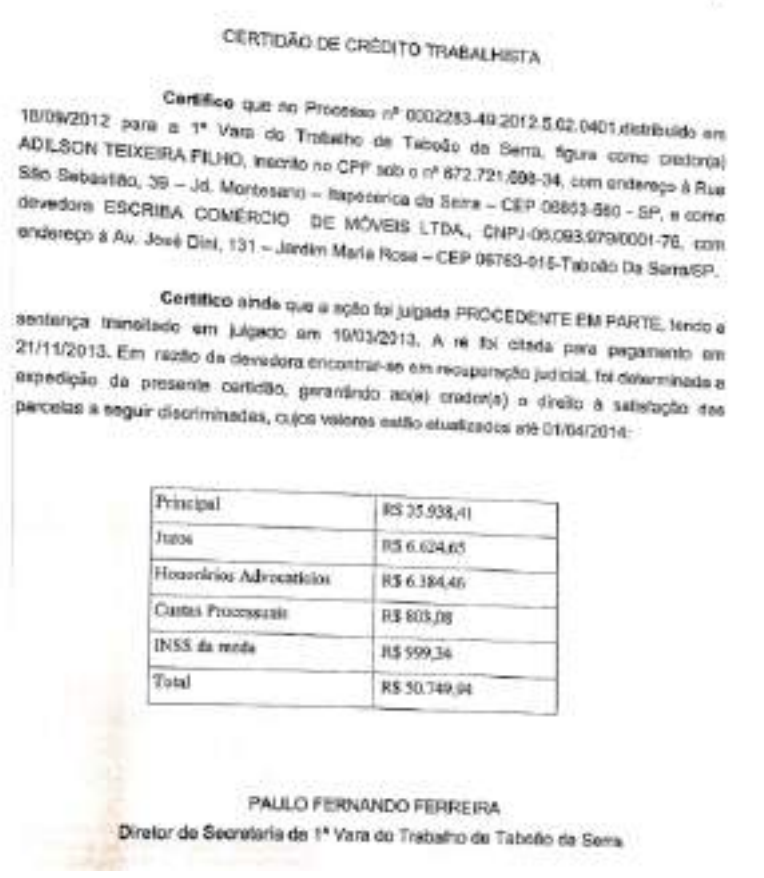 CERTIDÃO DE CRÉDITO TRABALHISTA
Certifico que no Processo nº 0002283-49.2012.5.02.0401,distribuído em
18/09/2012 para a 1ª Vara do Trabalho de Taboão da Serra, figura como credor(a)
ADILSON TEIXEIRA FILHO, inscrito no CPF sob o nº 672.721.698-34, com endereço à Rua
São Sebastião, 39 – Jd. Montesano – Itapecerica da Serra – CEP - SP, e como
devedora ESCRIBA COMÉRCIO DE MÓVEIS LTDA., CNPJ-06.093.979/0001-76, com
endereço à Av. José Dini, 131 – Jardim Maria Rosa – CEP 06763-015-Taboão Da Serra/SP.
Certifico ainda que a ação foi julgada PROCEDENTE EM PARTE, tendo a
sentença transitado em julgado em 19/03/2013. A ré foi citada para pagamento em
21/11/2013. Em razão da devedora encontrar-se em recuperação judicial, foi determinada a
expedição da presente certidão, garantindo ao(a) credor(a) o direito à satisfação das
parcelas a seguir discriminadas, cujos valores estão atualizados até 01/04/2014:
Principal R$ 35.938,41
Juros R$ 6.624,65
Honorários Advocatícios R$ 6.384,46
Custas Processuais R$ 803,08
INSS da reda R$ 999,34
Total R$ 50.749,94
PAULO FERNANDO FERREIRA
Diretor de Secretaria da 1ª Vara do Trabalho de Taboão da Serra